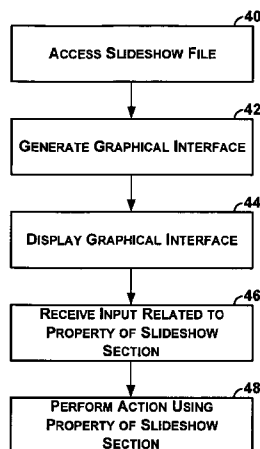 40
ACCESS SLIDESHOW FILE
42
GENERATE GRAPHICAL INTERFACE
44
DISPLAY GRAPHICAL INTERFACE
46
RECEIVE INPUT RELATED TO
PROPERTY OF SLIDESHOW
SECTION
48
PERFORM ACTION USING
PROPERTY OF SLIDESHOW
SECTION